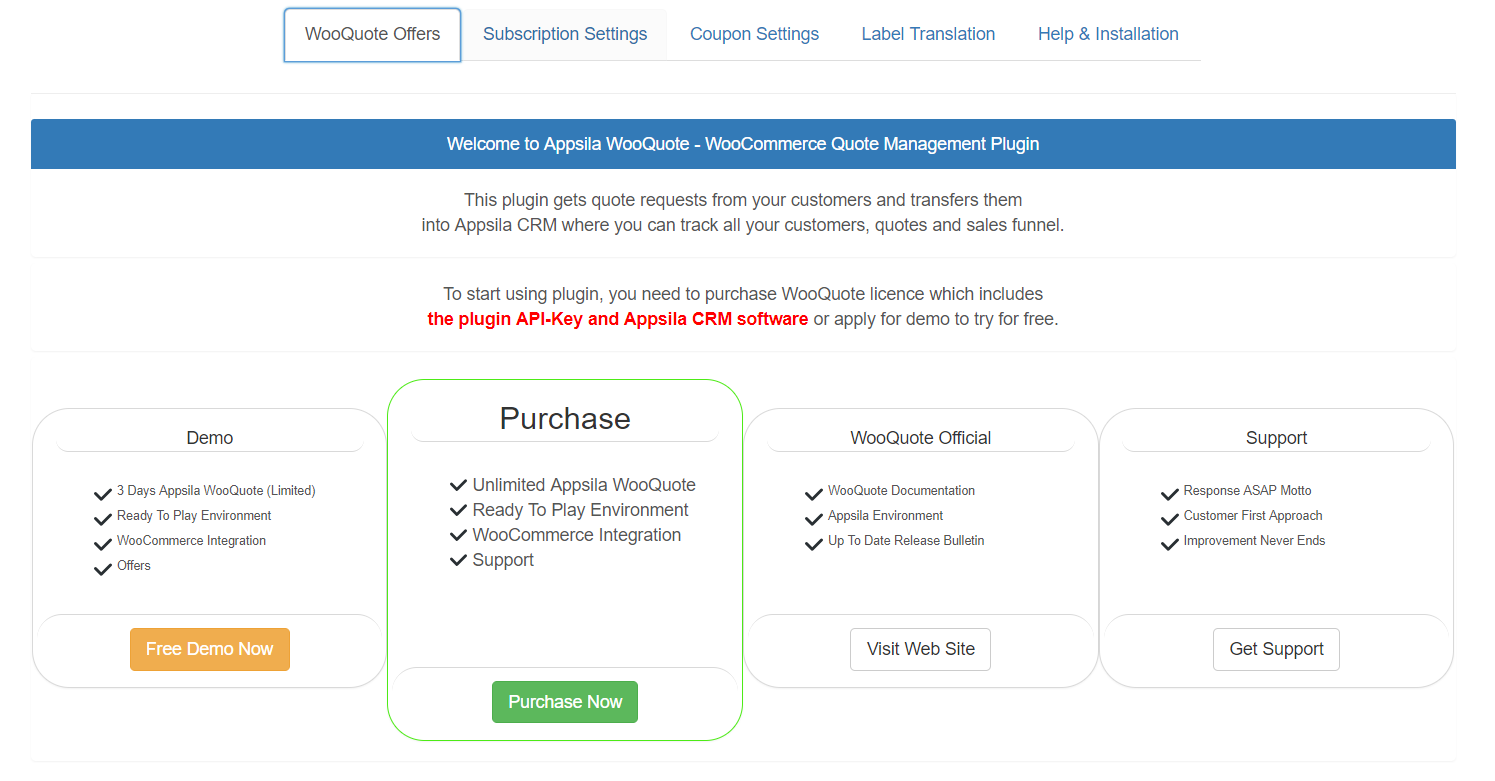 WooQuote Offers
Subscription Settings
Coupon Settings
Label Translation
Help & Installation
Welcome to Appsila WooQuote - WooCommerce Quote Management Plugin
This plugin gets quote requests from your customers and transfers them
into Appsila CRM where you can track all your customers, quotes and sales funnel.
To start using plugin, you need to purchase WooQuote licence which includes
the plugin API-Key and Appsila CRM software or apply for demo to try for free.
Demo
3 Days Appsila WooQuote (Limited)
Ready To Play Environment
WooCommerce Integration
Offers
Free Demo Now
Purchase
Unlimited Appsila WooQuote
Ready To Play Environment
WooCommerce Integration
Support
Purchase Now
WooQuote Official
WooQuote Documentation
Appsila Environment
Up To Date Release Bulletin
Visit Web Site
Support
Response ASAP Motto
Customer First Approach
Improvement Never Ends
Get Support